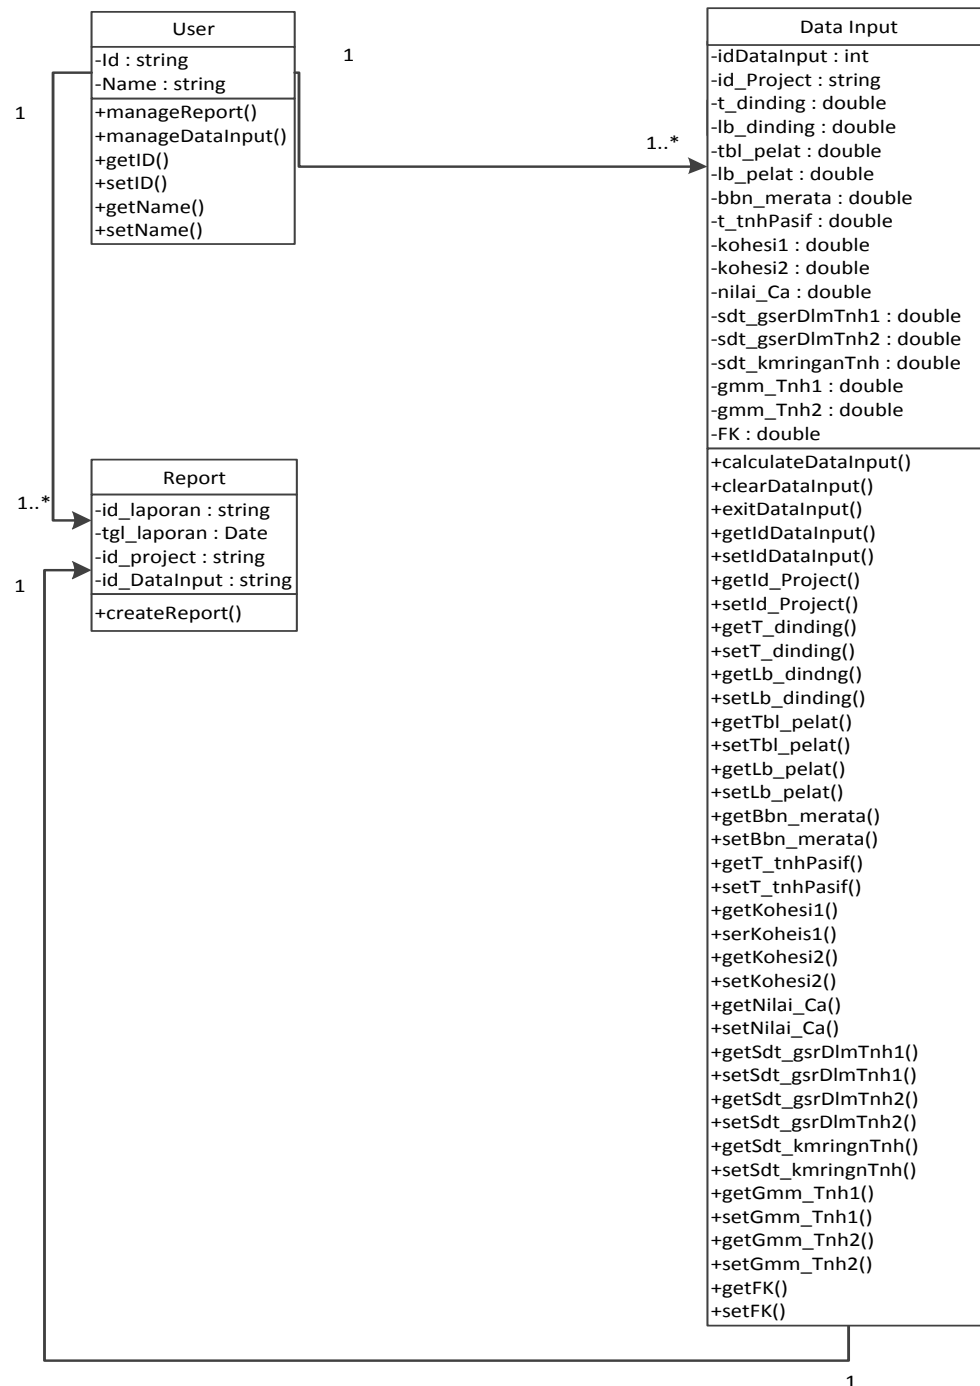 User
-Id : string
-Name : string
+manageReport()
+manageDataInput()
+getID()
+setID()
+getName()
+setName()
1
1
1..*
Data Input
-idDataInput : int
-id_Project : string
-t_dinding : double
-lb_dinding : double
-tbl_pelat : double
-lb_pelat : double
-bbn_merata : double
-t_tnhPasif : double
-kohesi1 : double
-kohesi2 : double
-nilai_Ca : double
-sdt_gserDlmTnh1 : double
-sdt_gserDlmTnh2 : double
-sdt_kmringanTnh : double
-gmm_Tnh1 : double
-gmm_Tnh2 : double
-FK : double
+calculateDataInput()
+clearDataInput()
+exitDataInput()
+getIdDataInput()
+setIdDataInput()
+getId_Project()
+setId_Project()
+getT_dinding()
+setT_dinding()
+getLb_dindng()
+setLb_dinding()
+getTbl_pelat()
+setTbl_pelat()
+getLb_pelat()
+setLb_pelat()
+getBbn_merata()
+setBbn_merata()
+getT_tnhPasif()
+setT_tnhPasif()
+getKohesi1()
+serKoheis1()
+getKohesi2()
+setKohesi2()
+getNilai_Ca()
+setNilai_Ca()
+getSdt_gsrDlmTnh1()
+setSdt_gsrDlmTnh1()
+getSdt_gsrDlmTnh2()
+setSdt_gsrDlmTnh2()
+getSdt_kmringnTnh()
+setSdt_kmringnTnh()
+getGmm_Tnh1()
+setGmm_Tnh1()
+getGmm_Tnh2()
+setGmm_Tnh2()
+getFK()
+setFK()
Report
-id_laporan : string
-tgl_laporan : Date
-id_project : string
-id_DataInput : string
+createReport()
1..*
1
1